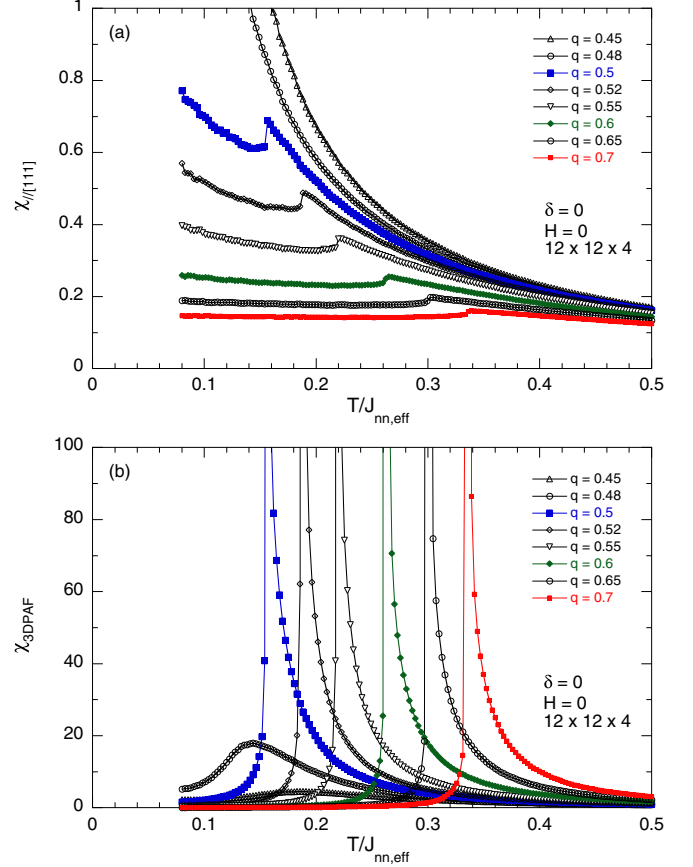 (a)
q = 0.45
q = 0.48
q = 0.5
q = 0.52
q = 0.55
q = 0.6
q = 0.65
q = 0.7
δ = 0
H = 0
12 x 12 x 4
χ//[111]
1
0.8
0.6
0.4
0.2
0
0 0.1 0.2 0.3 0.4 0.5
T/Jnn,eff
(b)
q = 0.45
q = 0.48
q = 0.5
q = 0.52
q = 0.55
q = 0.6
q = 0.65
q = 0.7
δ = 0
H = 0
12 x 12 x 4
χ3DPAF
100
80
60
40
20
0
0 0.1 0.2 0.3 0.4 0.5
T/Jnn,eff